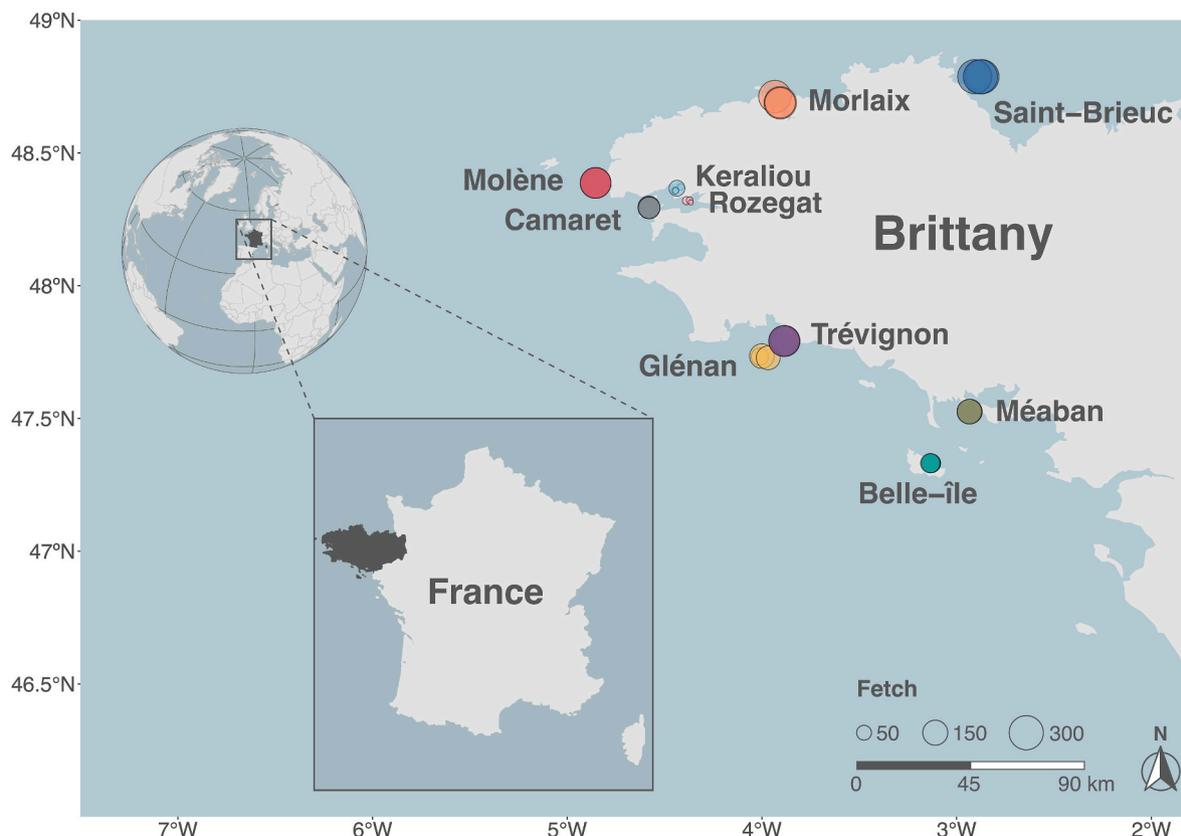 49°N
48.5°N
48°N
47.5°N
47°N
46.5°N
Morlaix
Saint–Brieuc
Molène
Keraliou
Camaret
Rozegat
Brittany
Trévignon
Glénan
Méaban
Belle–île
France
Fetch
50 150 300
N
0 45 90 km
7°W 6°W 5°W 4°W 3°W 2°W